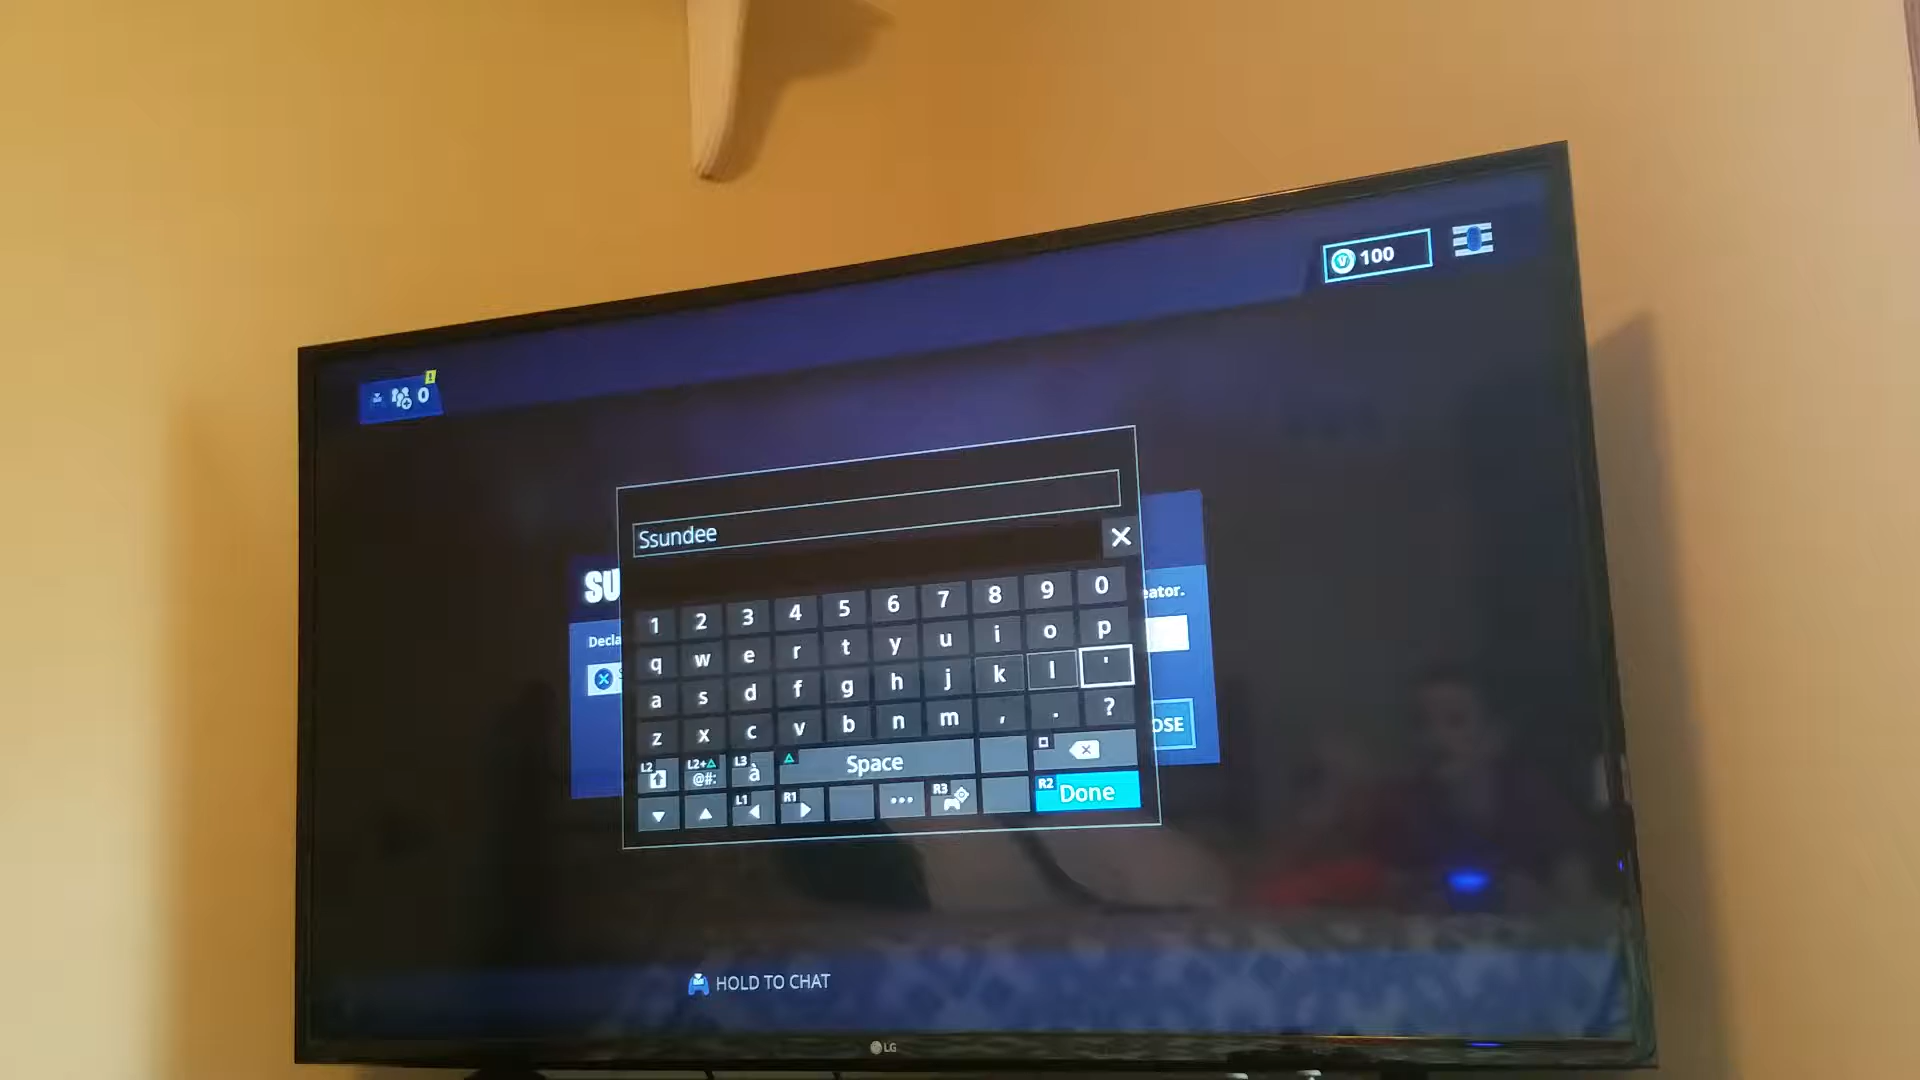 100
0
Ssundee
SU
eator.
Decla
1 2 3 4 5 6 7 8 9 0
q w e r t y u i o p
a s d f g h j k l '
z x c v b n m , . ?
L2 L2+△ @#: L3 à Space
L1 R1 ... R3 R2 Done
OSE
HOLD TO CHAT
LG